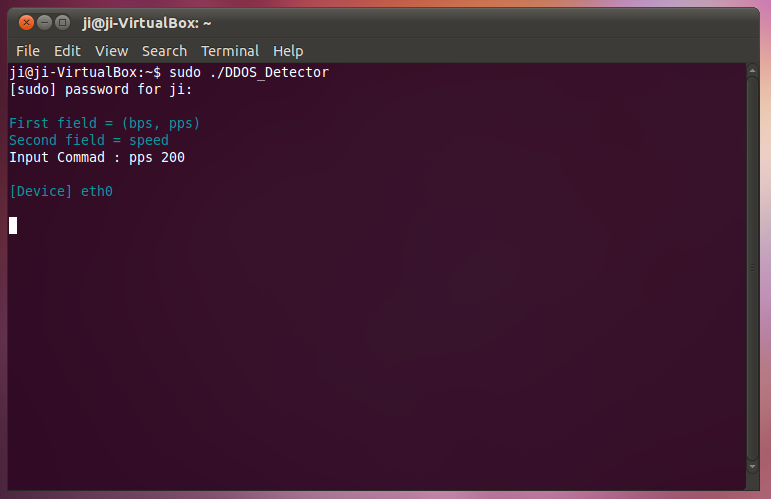 ji@ji-VirtualBox: ~
File Edit View Search Terminal Help
ji@ji-VirtualBox:~$ sudo ./DDOS_Detector
[sudo] password for ji:
First field = (bps, pps)
Second field = speed
Input Commad : pps 200
[Device] eth0